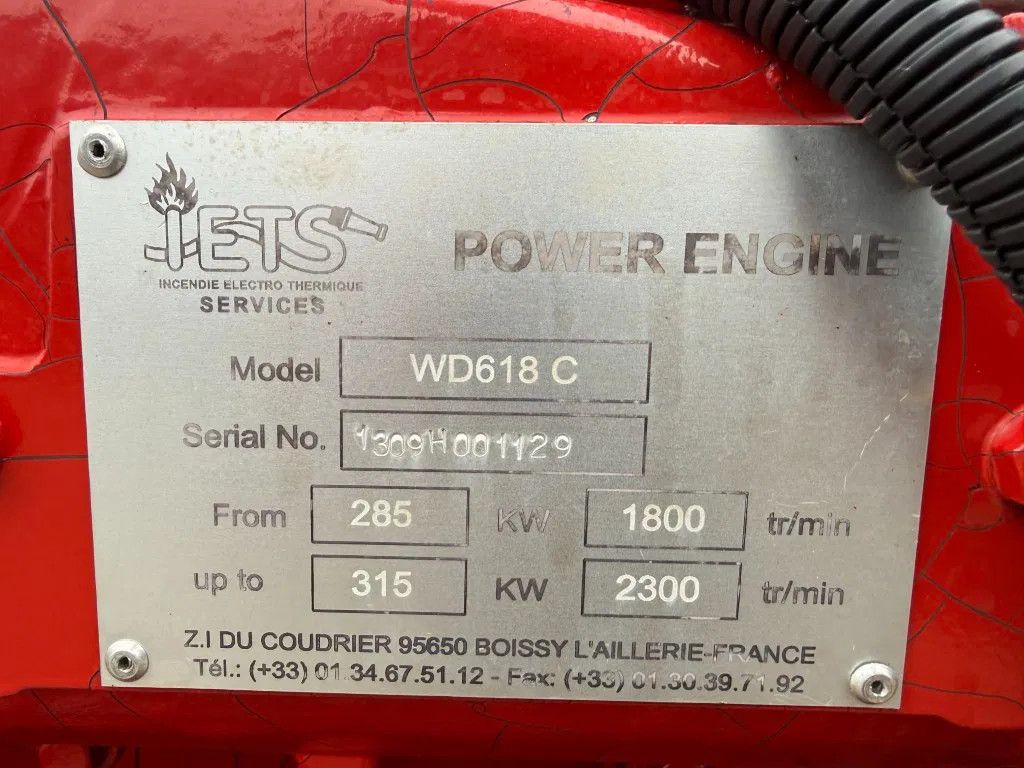 IETS
INCENDIE ELECTRO THERMIQUE
SERVICES
POWER ENGINE
Model WD618 C
Serial No. 1309H001129
From 285 KW 1800 tr/min
up to 315 KW 2300 tr/min
Z.I DU COUDRIER 95650 BOISSY L'AILLERIE-FRANCE
Tél.: (+33) 01.34.67.51.12 - Fax: (+33) 01.30.39.71.92